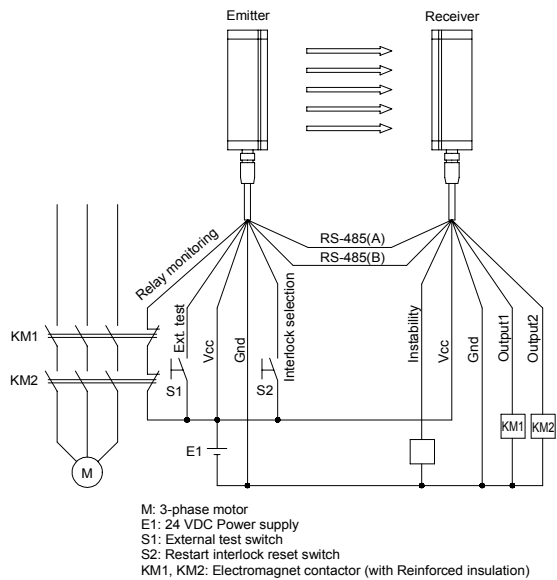 Emitter
Receiver
RS-485(A)
RS-485(B)
Relay monitoring
Ext. test
Vcc
Gnd
Interlock selection
Instability
Vcc
Gnd
Output1
Output2
KM1
KM2
S1
S2
KM1
KM2
E1
M
M: 3-phase motor
E1: 24 VDC Power supply
S1: External test switch
S2: Restart interlock reset switch
KM1, KM2: Electromagnet contactor (with Reinforced insulation)